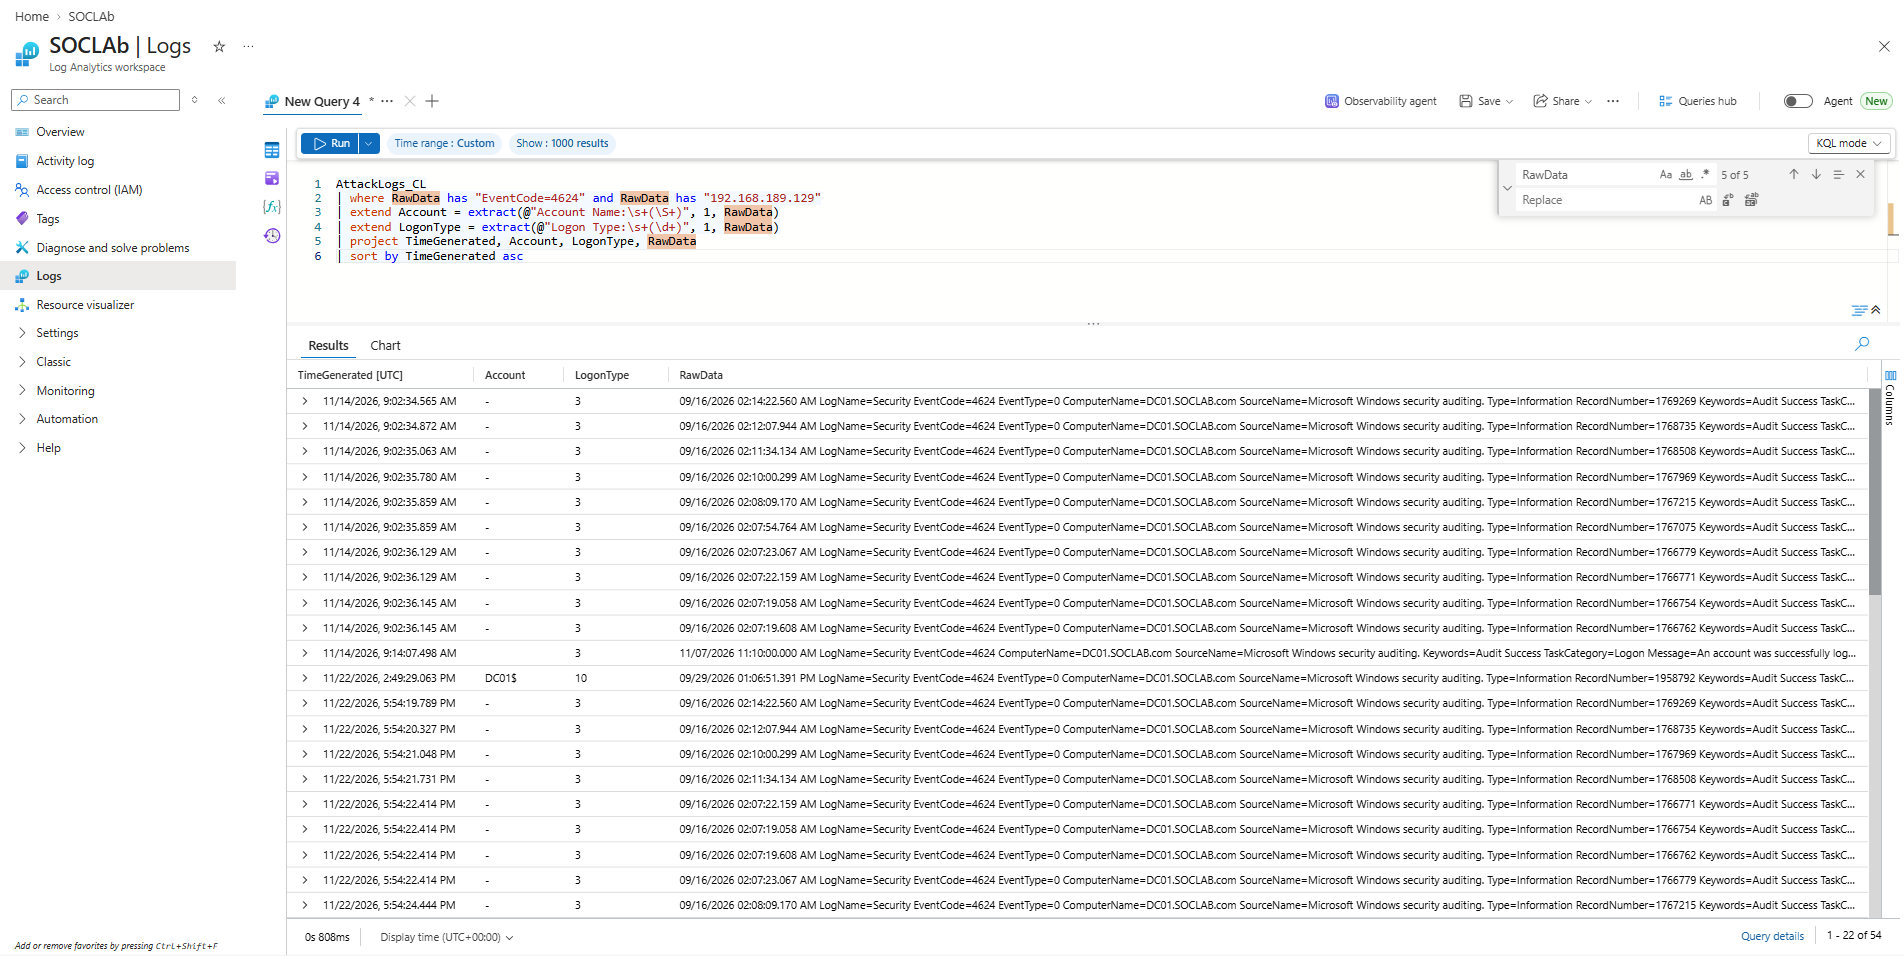 Home › SOCLAb
SOCLAb | Logs
Log Analytics workspace
Search
Overview
Activity log
Access control (IAM)
Tags
Diagnose and solve problems
Logs
Resource visualizer
Settings
Classic
Monitoring
Automation
Help
Add or remove favorites by pressing Ctrl+Shift+F
New Query 4 *
Observability agent
Save
Share
Queries hub
Agent
New
Run
Time range : Custom
Show : 1000 results
KQL mode
1 AttackLogs_CL
2 | where RawData has "EventCode=4624" and RawData has "192.168.189.129"
3 | extend Account = extract(@"Account Name:\s+(\S+)", 1, RawData)
4 | extend LogonType = extract(@"Logon Type:\s+(\d+)", 1, RawData)
5 | project TimeGenerated, Account, LogonType, RawData
6 | sort by TimeGenerated asc
RawData Aa ab .* 5 of 5
Replace AB
Results Chart
TimeGenerated [UTC] Account LogonType RawData
11/14/2026, 9:02:34.565 AM - 3 09/16/2026 02:14:22.560 AM LogName=Security EventCode=4624 EventType=0 ComputerName=DC01.SOCLAB.com SourceName=Microsoft Windows security auditing. Type=Information RecordNumber=1769269 Keywords=Audit Success TaskC...
11/14/2026, 9:02:34.872 AM - 3 09/16/2026 02:12:07.944 AM LogName=Security EventCode=4624 EventType=0 ComputerName=DC01.SOCLAB.com SourceName=Microsoft Windows security auditing. Type=Information RecordNumber=1768735 Keywords=Audit Success TaskC...
11/14/2026, 9:02:35.063 AM - 3 09/16/2026 02:11:34.134 AM LogName=Security EventCode=4624 EventType=0 ComputerName=DC01.SOCLAB.com SourceName=Microsoft Windows security auditing. Type=Information RecordNumber=1768508 Keywords=Audit Success TaskC...
11/14/2026, 9:02:35.780 AM - 3 09/16/2026 02:10:00.299 AM LogName=Security EventCode=4624 EventType=0 ComputerName=DC01.SOCLAB.com SourceName=Microsoft Windows security auditing. Type=Information RecordNumber=1767969 Keywords=Audit Success TaskC...
11/14/2026, 9:02:35.859 AM - 3 09/16/2026 02:08:09.170 AM LogName=Security EventCode=4624 EventType=0 ComputerName=DC01.SOCLAB.com SourceName=Microsoft Windows security auditing. Type=Information RecordNumber=1767215 Keywords=Audit Success TaskC...
11/14/2026, 9:02:35.859 AM - 3 09/16/2026 02:07:54.764 AM LogName=Security EventCode=4624 EventType=0 ComputerName=DC01.SOCLAB.com SourceName=Microsoft Windows security auditing. Type=Information RecordNumber=1767075 Keywords=Audit Success TaskC...
11/14/2026, 9:02:36.129 AM - 3 09/16/2026 02:07:23.067 AM LogName=Security EventCode=4624 EventType=0 ComputerName=DC01.SOCLAB.com SourceName=Microsoft Windows security auditing. Type=Information RecordNumber=1766779 Keywords=Audit Success TaskC...
11/14/2026, 9:02:36.129 AM - 3 09/16/2026 02:07:22.159 AM LogName=Security EventCode=4624 EventType=0 ComputerName=DC01.SOCLAB.com SourceName=Microsoft Windows security auditing. Type=Information RecordNumber=1766771 Keywords=Audit Success TaskC...
11/14/2026, 9:02:36.145 AM - 3 09/16/2026 02:07:19.058 AM LogName=Security EventCode=4624 EventType=0 ComputerName=DC01.SOCLAB.com SourceName=Microsoft Windows security auditing. Type=Information RecordNumber=1766754 Keywords=Audit Success TaskC...
11/14/2026, 9:02:36.145 AM - 3 09/16/2026 02:07:19.608 AM LogName=Security EventCode=4624 EventType=0 ComputerName=DC01.SOCLAB.com SourceName=Microsoft Windows security auditing. Type=Information RecordNumber=1766762 Keywords=Audit Success TaskC...
11/14/2026, 9:14:07.498 AM 3 11/07/2026 11:10:00.000 AM LogName=Security EventCode=4624 ComputerName=DC01.SOCLAB.com SourceName=Microsoft Windows security auditing. Keywords=Audit Success TaskCategory=Logon Message=An account was successfully log...
11/22/2026, 2:49:29.063 PM DC01$ 10 09/29/2026 01:06:51.391 PM LogName=Security EventCode=4624 EventType=0 ComputerName=DC01.SOCLAB.com SourceName=Microsoft Windows security auditing. Type=Information RecordNumber=1958792 Keywords=Audit Success TaskC...
11/22/2026, 5:54:19.789 PM - 3 09/16/2026 02:14:22.560 AM LogName=Security EventCode=4624 EventType=0 ComputerName=DC01.SOCLAB.com SourceName=Microsoft Windows security auditing. Type=Information RecordNumber=1769269 Keywords=Audit Success TaskC...
11/22/2026, 5:54:20.327 PM - 3 09/16/2026 02:12:07.944 AM LogName=Security EventCode=4624 EventType=0 ComputerName=DC01.SOCLAB.com SourceName=Microsoft Windows security auditing. Type=Information RecordNumber=1768735 Keywords=Audit Success TaskC...
11/22/2026, 5:54:21.048 PM - 3 09/16/2026 02:10:00.299 AM LogName=Security EventCode=4624 EventType=0 ComputerName=DC01.SOCLAB.com SourceName=Microsoft Windows security auditing. Type=Information RecordNumber=1767969 Keywords=Audit Success TaskC...
11/22/2026, 5:54:21.731 PM - 3 09/16/2026 02:11:34.134 AM LogName=Security EventCode=4624 EventType=0 ComputerName=DC01.SOCLAB.com SourceName=Microsoft Windows security auditing. Type=Information RecordNumber=1768508 Keywords=Audit Success TaskC...
11/22/2026, 5:54:22.414 PM - 3 09/16/2026 02:07:22.159 AM LogName=Security EventCode=4624 EventType=0 ComputerName=DC01.SOCLAB.com SourceName=Microsoft Windows security auditing. Type=Information RecordNumber=1766771 Keywords=Audit Success TaskC...
11/22/2026, 5:54:22.414 PM - 3 09/16/2026 02:07:19.058 AM LogName=Security EventCode=4624 EventType=0 ComputerName=DC01.SOCLAB.com SourceName=Microsoft Windows security auditing. Type=Information RecordNumber=1766754 Keywords=Audit Success TaskC...
11/22/2026, 5:54:22.414 PM - 3 09/16/2026 02:07:19.608 AM LogName=Security EventCode=4624 EventType=0 ComputerName=DC01.SOCLAB.com SourceName=Microsoft Windows security auditing. Type=Information RecordNumber=1766762 Keywords=Audit Success TaskC...
11/22/2026, 5:54:22.414 PM - 3 09/16/2026 02:07:23.067 AM LogName=Security EventCode=4624 EventType=0 ComputerName=DC01.SOCLAB.com SourceName=Microsoft Windows security auditing. Type=Information RecordNumber=1766779 Keywords=Audit Success TaskC...
11/22/2026, 5:54:24.444 PM - 3 09/16/2026 02:08:09.170 AM LogName=Security EventCode=4624 EventType=0 ComputerName=DC01.SOCLAB.com SourceName=Microsoft Windows security auditing. Type=Information RecordNumber=1767215 Keywords=Audit Success TaskC...
Columns
0s 808ms
Display time (UTC+00:00)
Query details
1 - 22 of 54